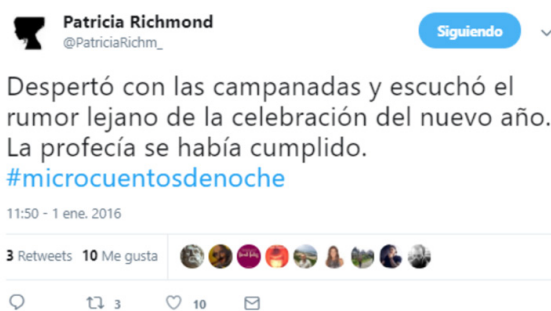 Patricia Richmond
@PatriciaRichm_
Siguiendo
Despertó con las campanadas y escuchó el
rumor lejano de la celebración del nuevo año.
La profecía se había cumplido.
#microcuentosdenoche
11:50 - 1 ene. 2016
3 Retweets 10 Me gusta
3 10